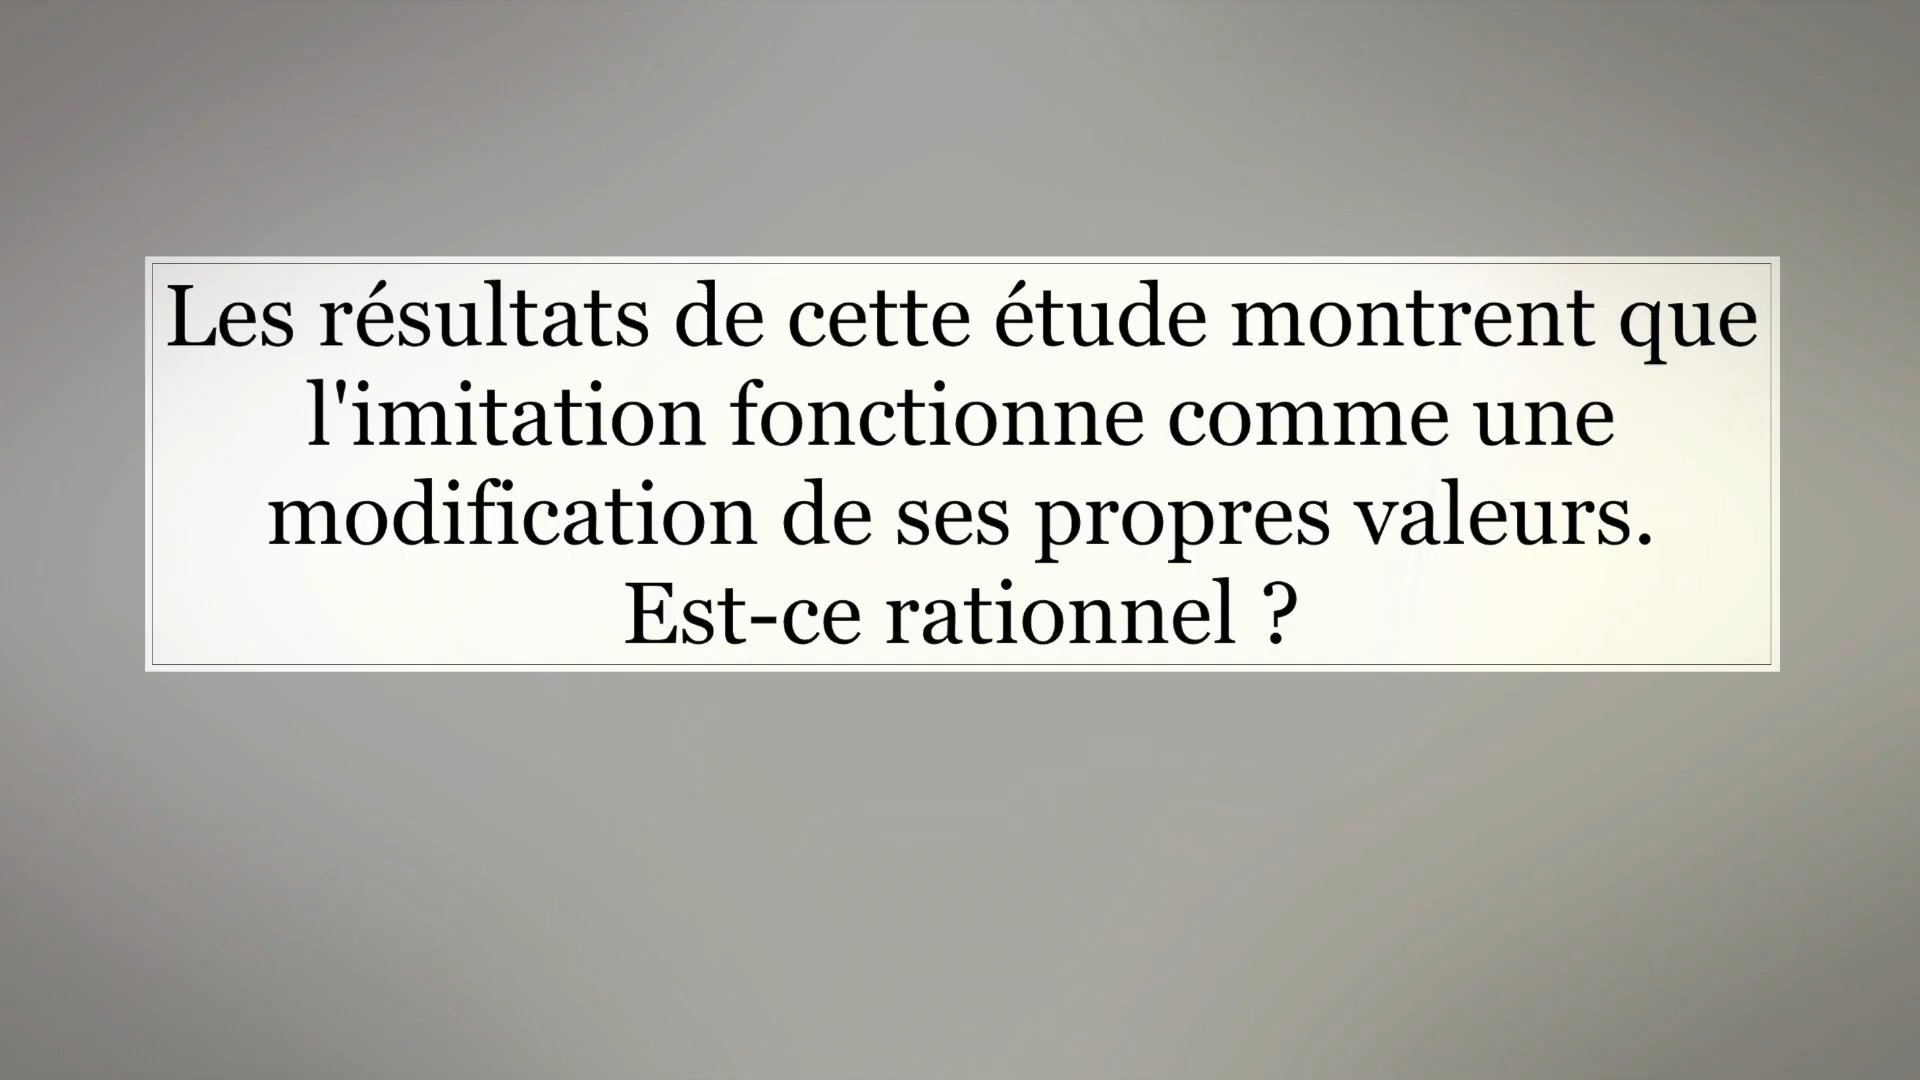 Les résultats de cette étude montrent que
l'imitation fonctionne comme une
modification de ses propres valeurs.
Est-ce rationnel ?